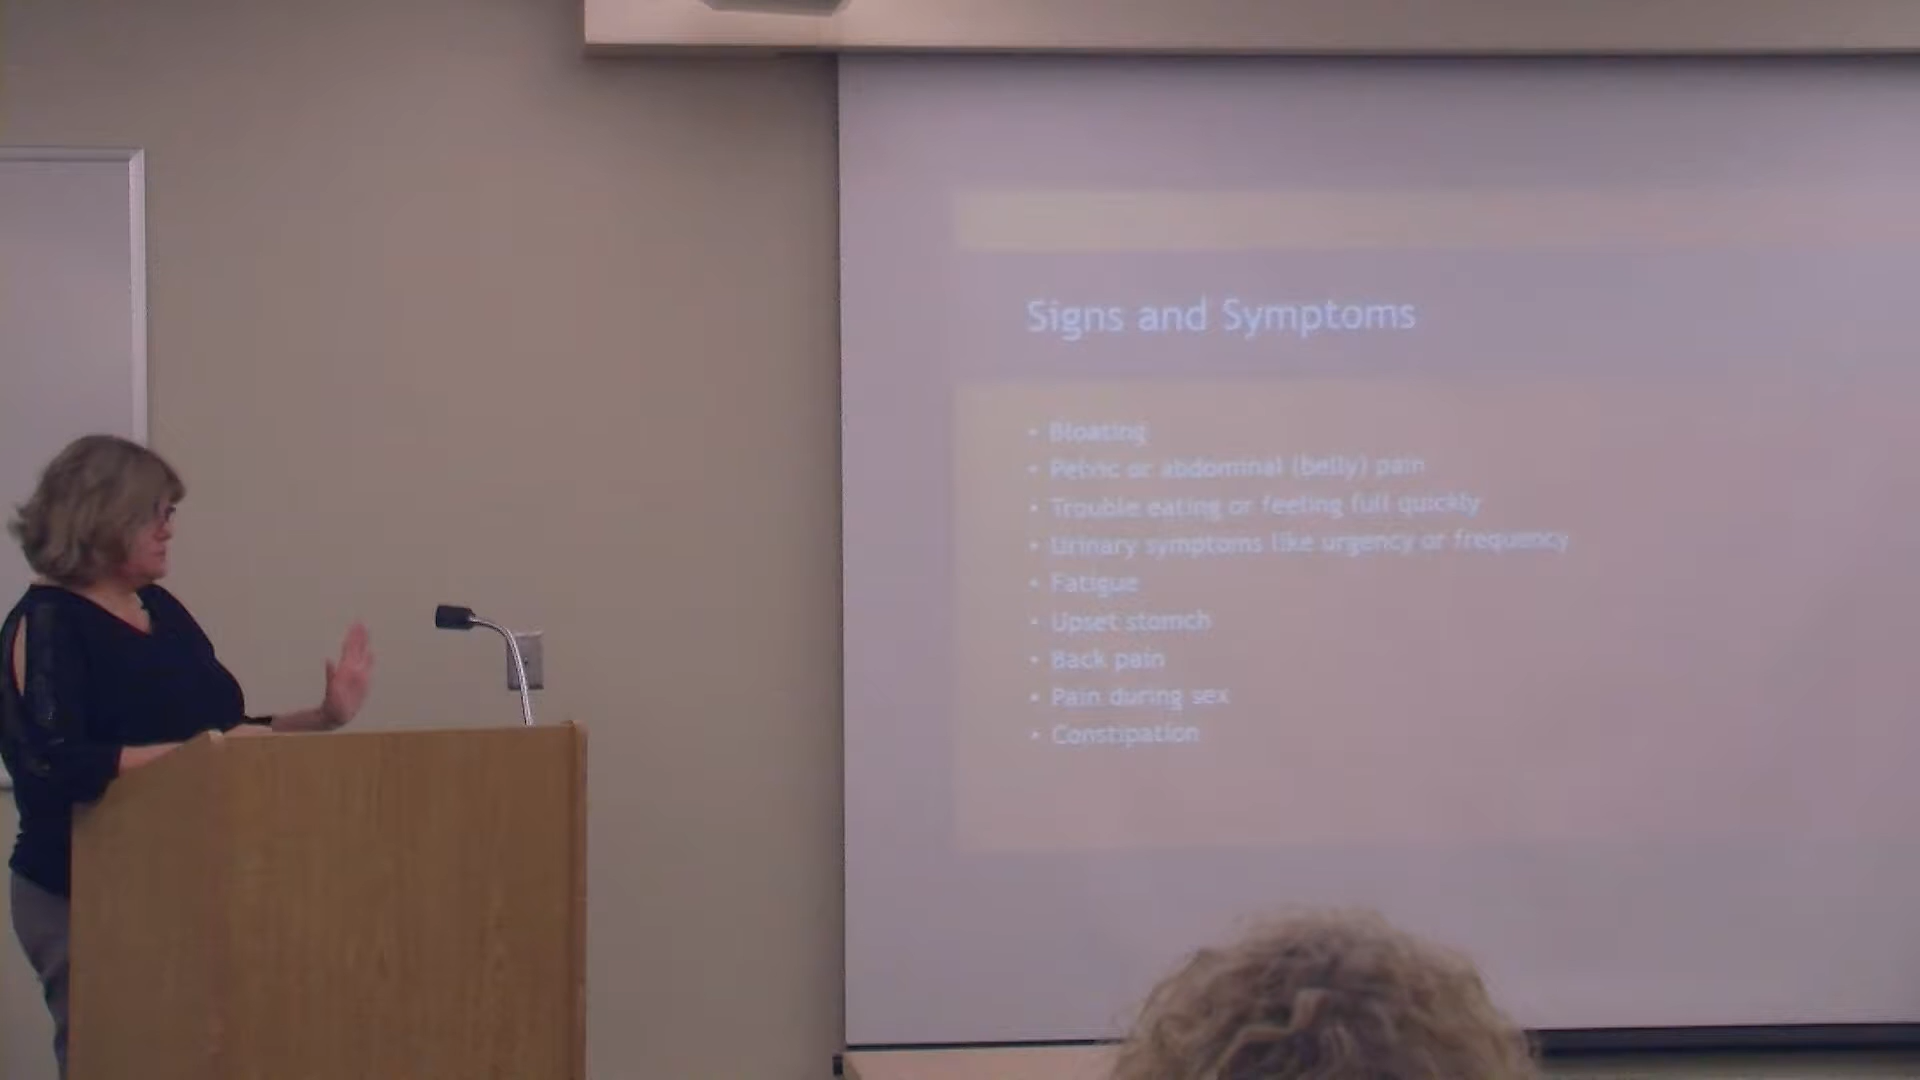 Signs and Symptoms
• Bloating
• Pelvic or abdominal (belly) pain
• Trouble eating or feeling full quickly
• Urinary symptoms like urgency or frequency
• Fatigue
• Upset stomch
• Back pain
• Pain during sex
• Constipation